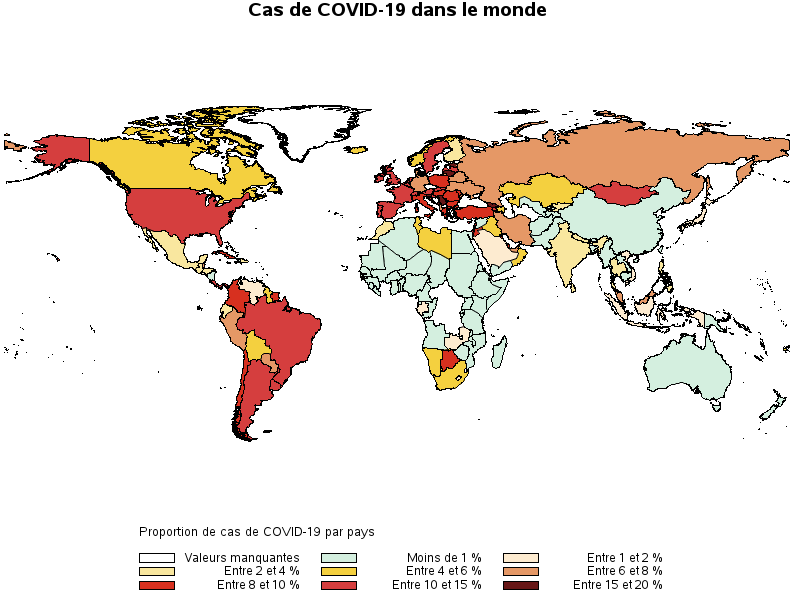 Cas de COVID-19 dans le monde
Proportion de cas de COVID-19 par pays
Valeurs manquantes Moins de 1 % Entre 1 et 2 %
Entre 2 et 4 % Entre 4 et 6 % Entre 6 et 8 %
Entre 8 et 10 % Entre 10 et 15 % Entre 15 et 20 %